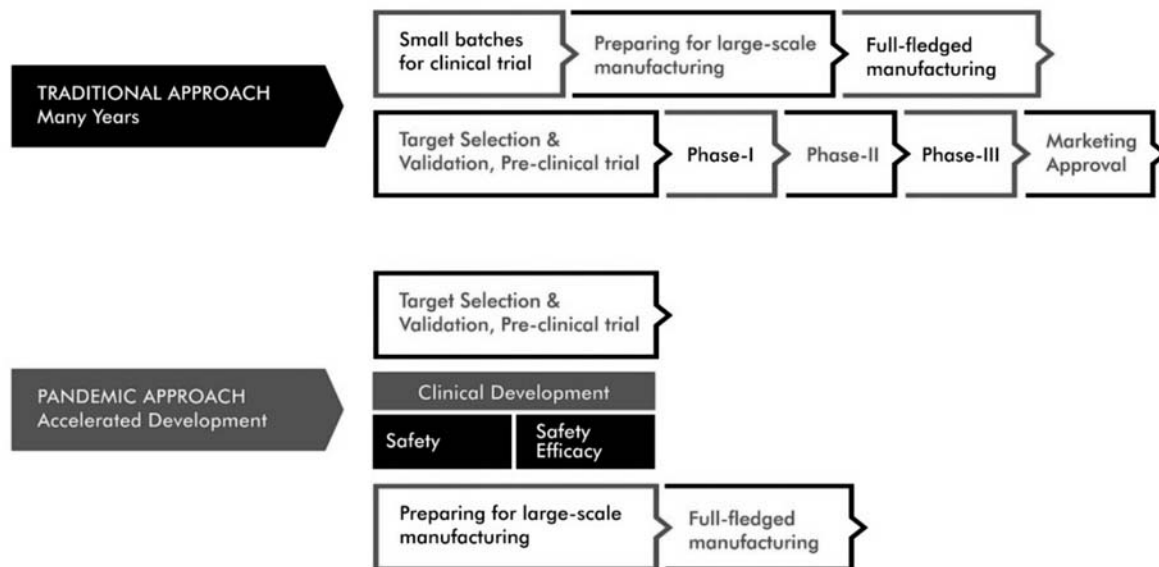 TRADITIONAL APPROACH
Many Years
Small batches
for clinical trial
Preparing for large-scale
manufacturing
Full-fledged
manufacturing
Target Selection &
Validation, Pre-clinical trial
Phase-I
Phase-II
Phase-III
Marketing
Approval
PANDEMIC APPROACH
Accelerated Development
Target Selection &
Validation, Pre-clinical trial
Clinical Development
Safety
Safety
Efficacy
Preparing for large-scale
manufacturing
Full-fledged
manufacturing